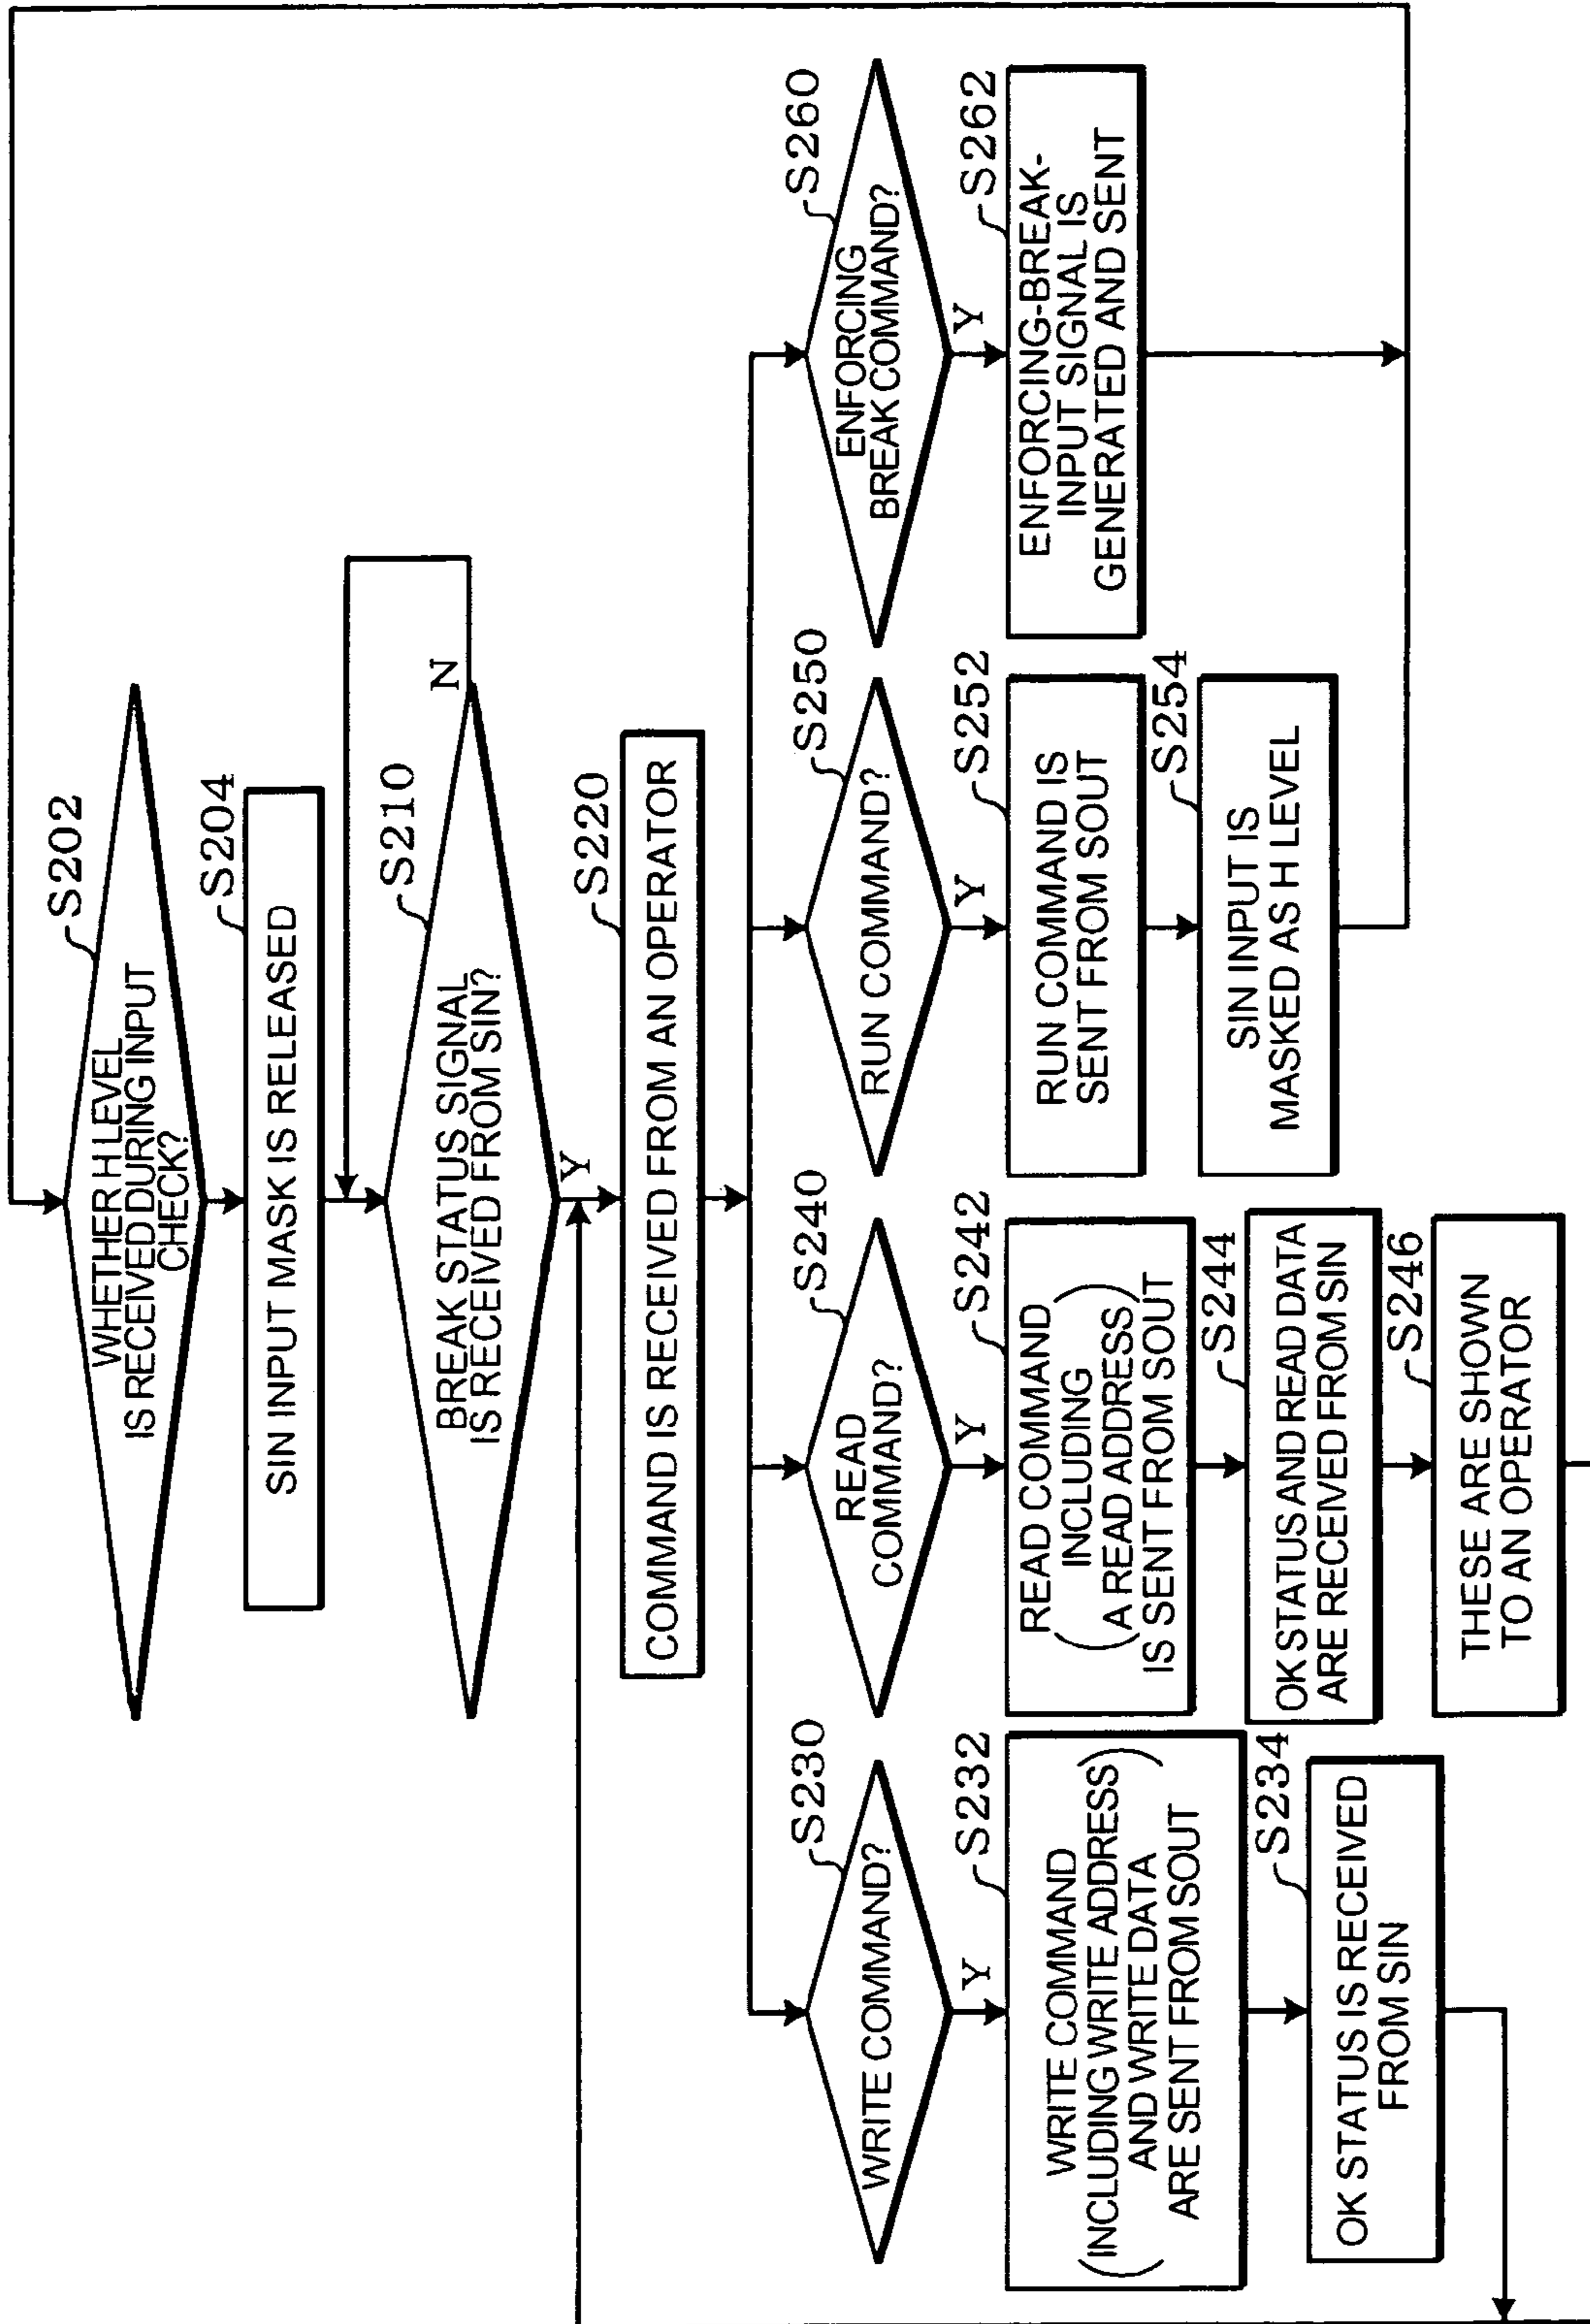 S202
WHETHER H LEVEL
IS RECEIVED DURING INPUT
CHECK?
S204
SIN INPUT MASK IS RELEASED
S210
BREAK STATUS SIGNAL
IS RECEIVED FROM SIN?
N
Y
S220
COMMAND IS RECEIVED FROM AN OPERATOR
S230
WRITE COMMAND?
Y
S232
WRITE COMMAND
(INCLUDING WRITE ADDRESS)
AND WRITE DATA
ARE SENT FROM SOUT
S234
OK STATUS IS RECEIVED
FROM SIN
S240
READ
COMMAND?
Y
S242
READ COMMAND
(INCLUDING
A READ ADDRESS)
IS SENT FROM SOUT
S244
OK STATUS AND READ DATA
ARE RECEIVED FROM SIN
S246
THESE ARE SHOWN
TO AN OPERATOR
S250
RUN COMMAND?
Y
S252
RUN COMMAND IS
SENT FROM SOUT
S254
SIN INPUT IS
MASKED AS H LEVEL
S260
ENFORCING
BREAK COMMAND?
Y
S262
ENFORCING-BREAK-
INPUT SIGNAL IS
GENERATED AND SENT